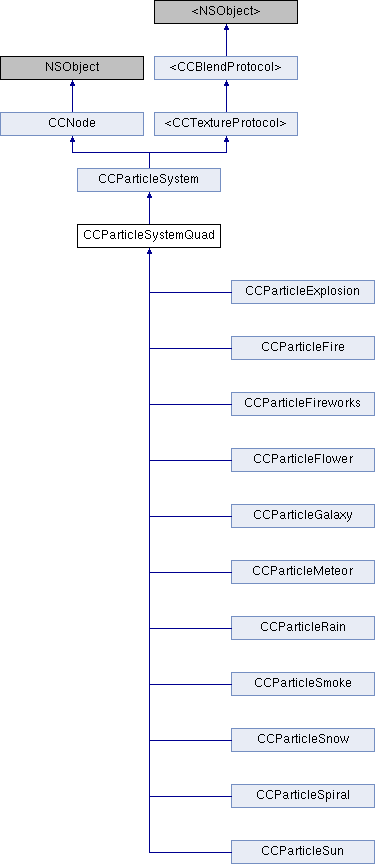 <NSObject>
NSObject
<CCBlendProtocol>
CCNode
<CCTextureProtocol>
CCParticleSystem
CCParticleSystemQuad
CCParticleExplosion
CCParticleFire
CCParticleFireworks
CCParticleFlower
CCParticleGalaxy
CCParticleMeteor
CCParticleRain
CCParticleSmoke
CCParticleSnow
CCParticleSpiral
CCParticleSun